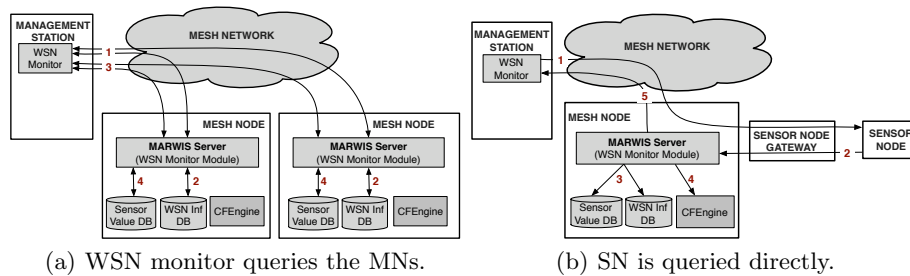 MANAGEMENT
STATION
WSN
Monitor
MESH NETWORK
1
3
MESH NODE
MARWIS Server
(WSN Monitor Module)
4
2
Sensor
Value DB
WSN Inf
DB
CFEngine
MESH NODE
MARWIS Server
(WSN Monitor Module)
4
2
Sensor
Value DB
WSN Inf
DB
CFEngine
(a) WSN monitor queries the MNs.
MANAGEMENT
STATION
WSN
Monitor
MESH NETWORK
1
5
MESH NODE
MARWIS Server
(WSN Monitor Module)
SENSOR NODE
GATEWAY
SENSOR
NODE
2
3
4
Sensor
Value DB
WSN Inf
DB
CFEngine
(b) SN is queried directly.